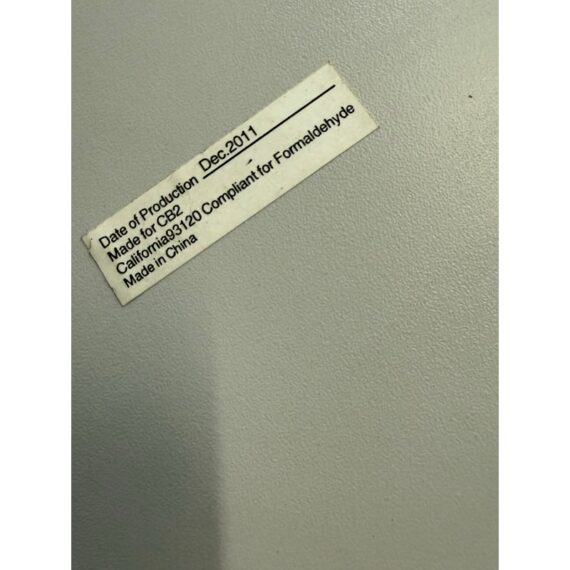 Date of Production Dec.2011
Made for CB2
California93120 Compliant for Formaldehyde
Made in China